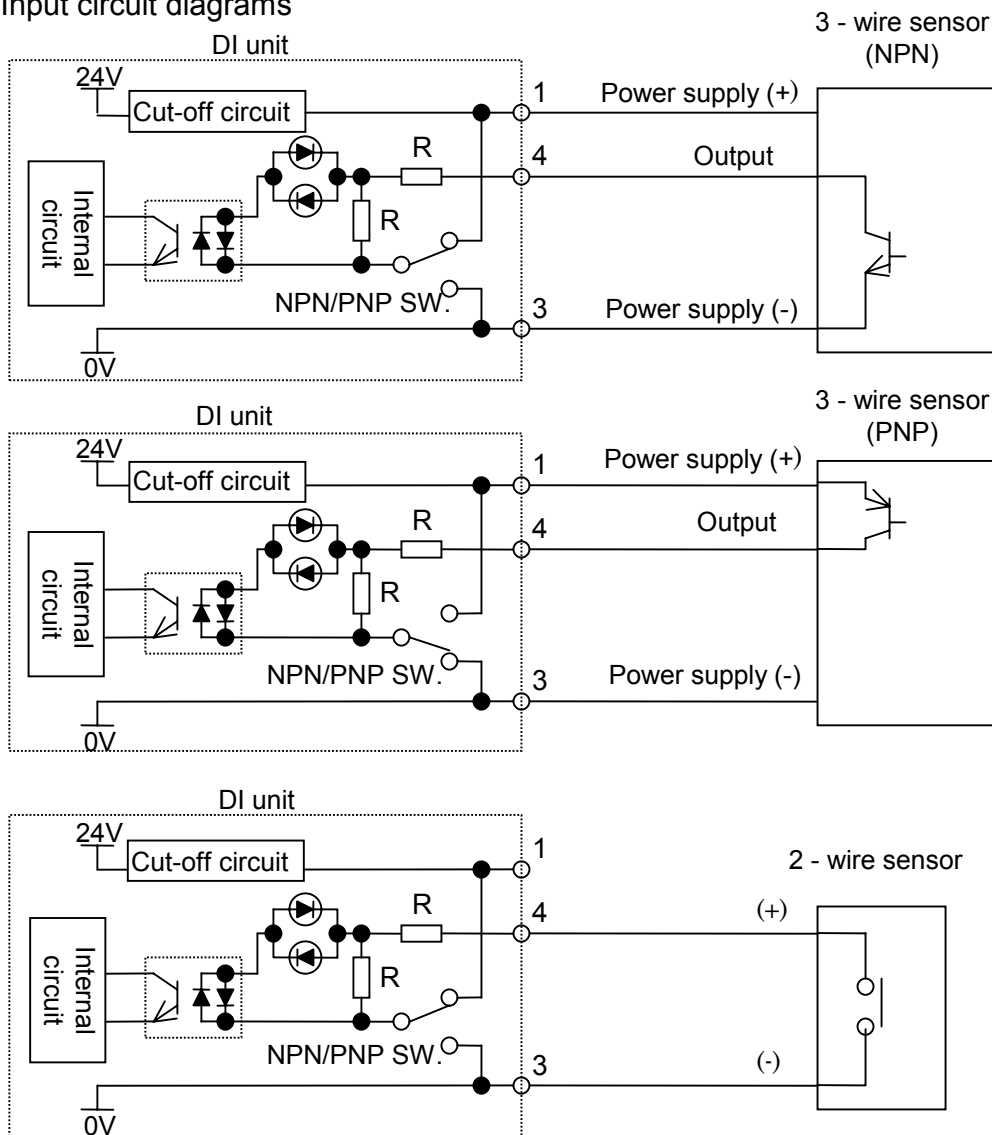 Input circuit diagrams
3 - wire sensor
(NPN)
DI unit
24V
Cut-off circuit
1
Power supply (+)
R
4
Output
Internal
circuit
R
NPN/PNP SW.
3
Power supply (-)
0V
3 - wire sensor
(PNP)
DI unit
24V
Cut-off circuit
1
Power supply (+)
R
4
Output
Internal
circuit
R
NPN/PNP SW.
3
Power supply (-)
0V
DI unit
24V
Cut-off circuit
1
2 - wire sensor
R
4
(+)
Internal
circuit
R
NPN/PNP SW.
3
(-)
0V